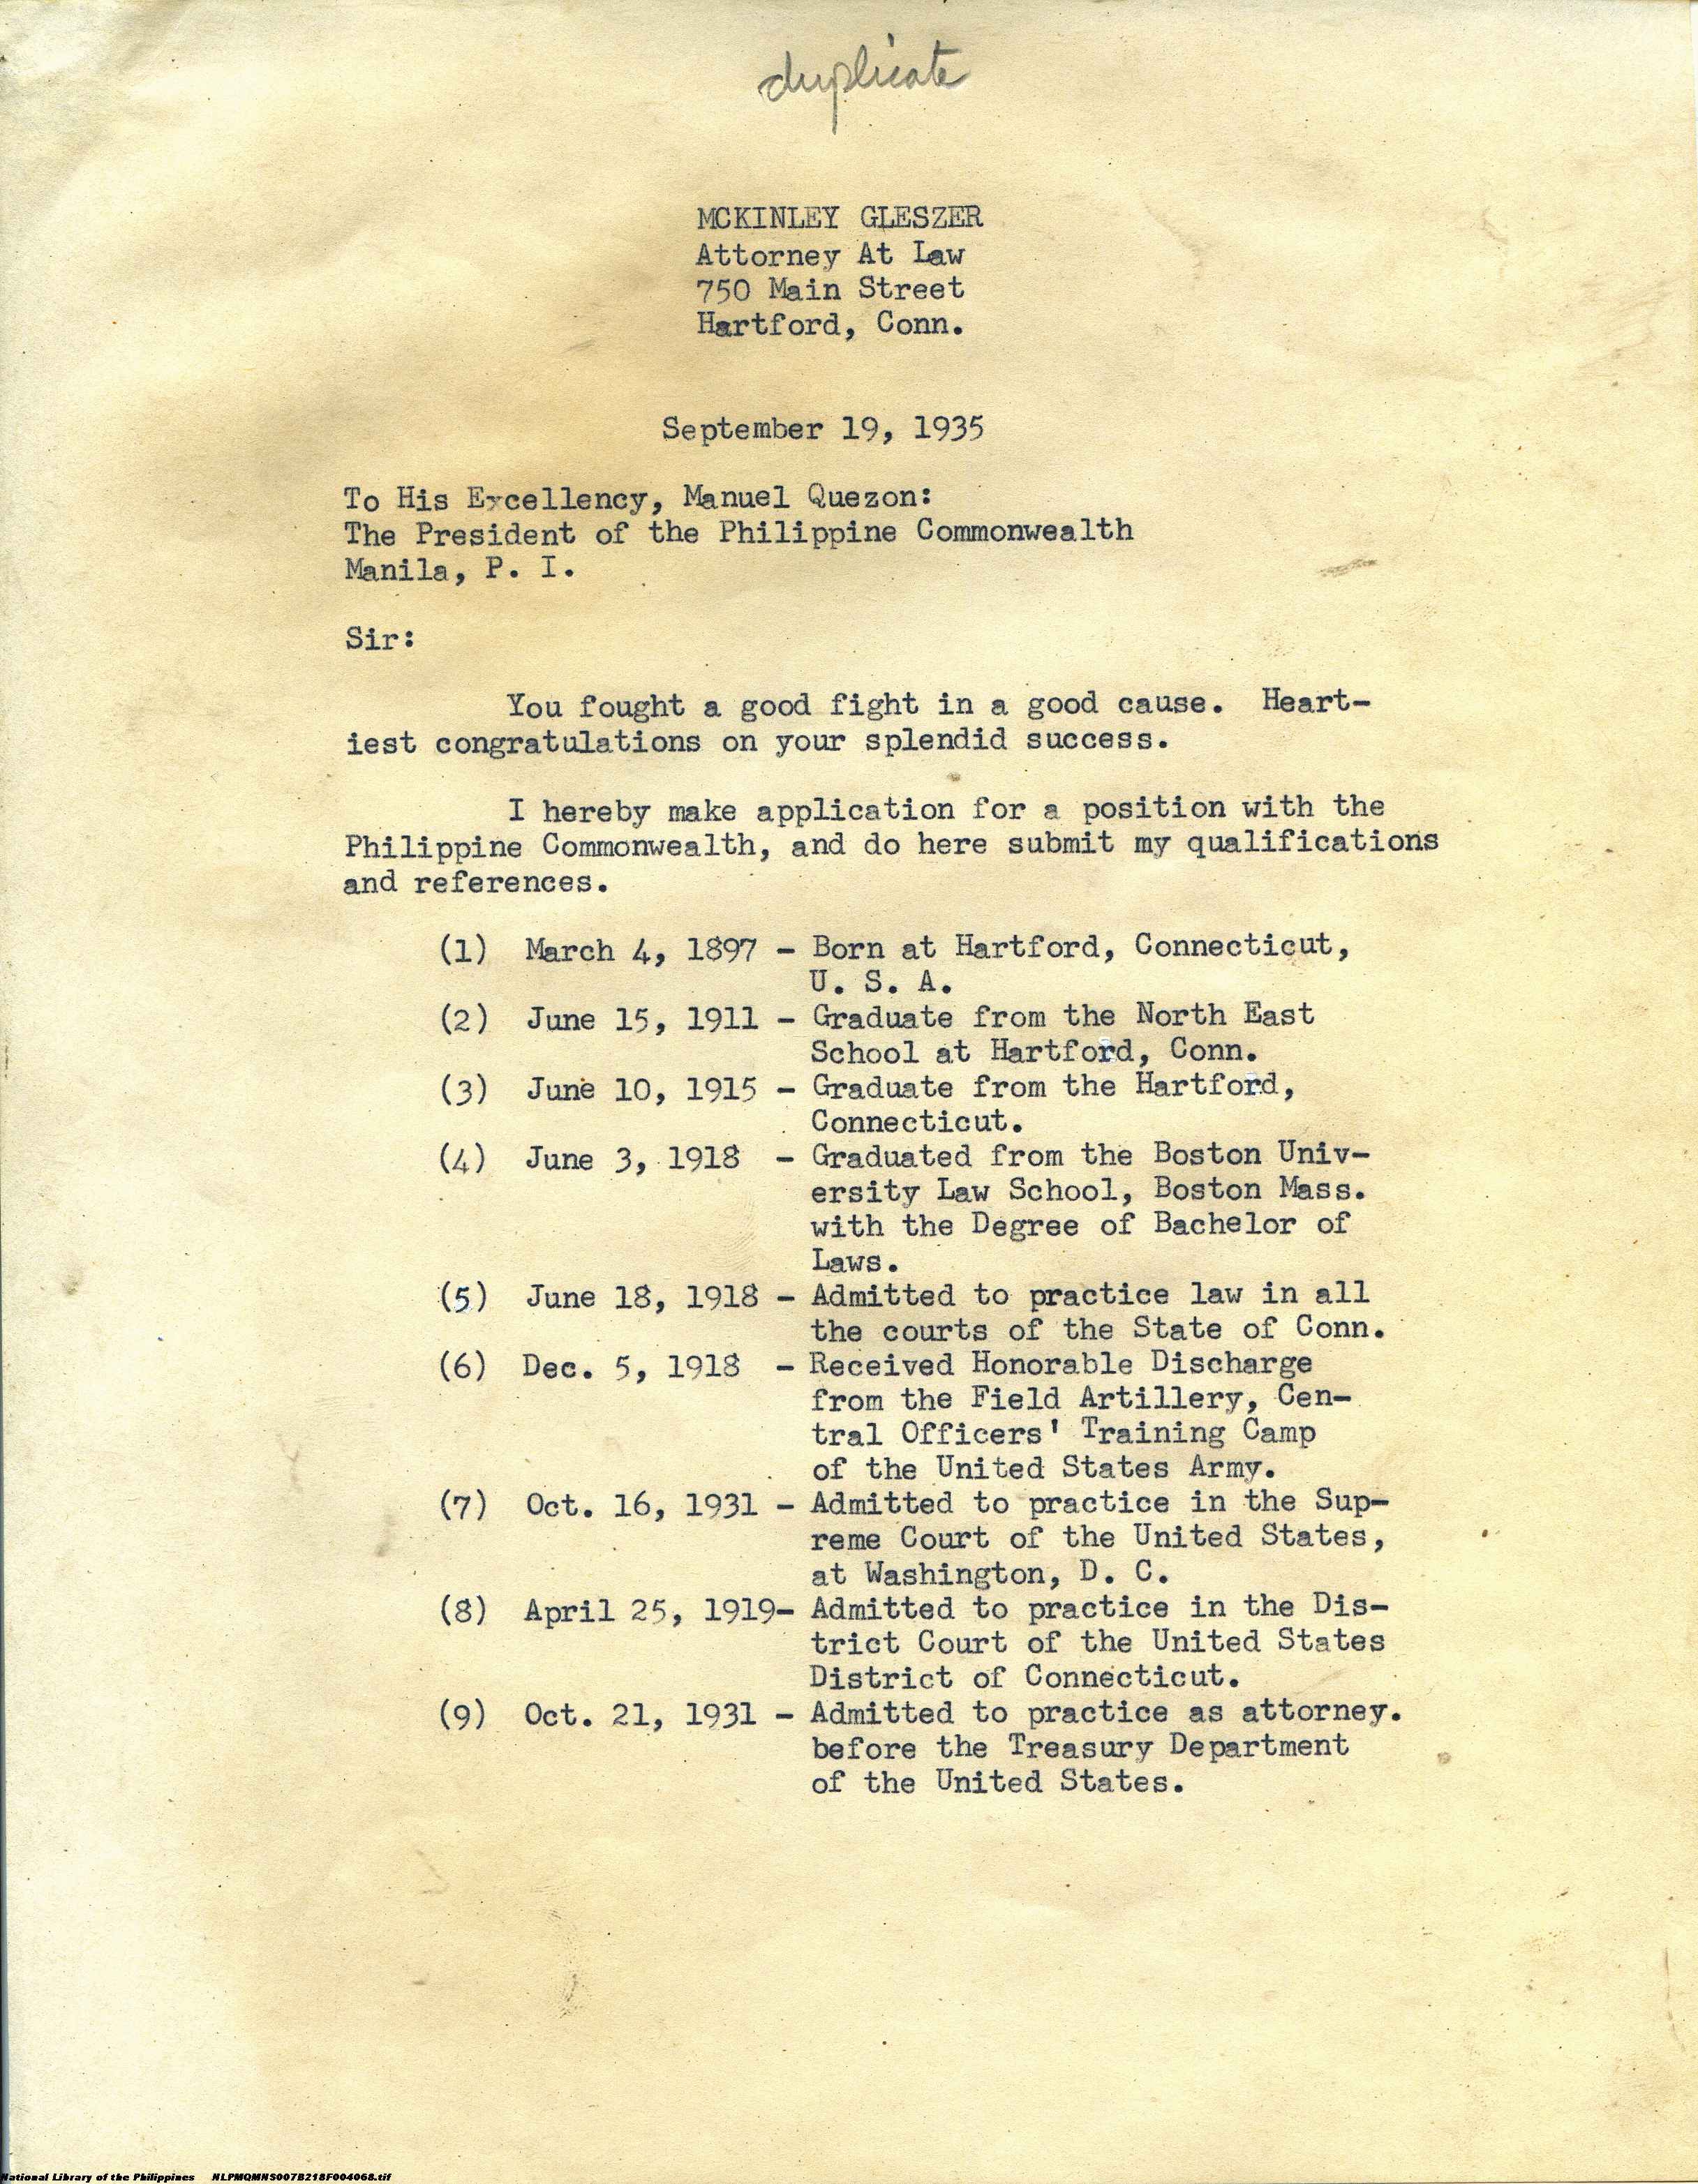 duplicate
MCKINLEY GLESZER
Attorney At Law
750 Main Street
Hartford, Conn.
September 19, 1935
To His Excellency, Manuel Quezon:
The President of the Philippine Commonwealth
Manila, P. I.
Sir:
You fought a good fight in a good cause. Heart-
iest congratulations on your splendid success.
I hereby make application for a position with the
Philippine Commonwealth, and do here submit my qualifications
and references.
(1) March 4, 1897 - Born at Hartford, Connecticut,
U. S. A.
(2) June 15, 1911 - Graduate from the North East
School at Hartford, Conn.
(3) June 10, 1915 - Graduate from the Hartford,
Connecticut.
(4) June 3, 1918 - Graduated from the Boston Univ-
ersity Law School, Boston Mass.
with the Degree of Bachelor of
Laws.
(5) June 18, 1918 - Admitted to practice law in all
the courts of the State of Conn.
(6) Dec. 5, 1918 - Received Honorable Discharge
from the Field Artillery, Cen-
tral Officers' Training Camp
of the United States Army.
(7) Oct. 16, 1931 - Admitted to practice in the Sup-
reme Court of the United States,
at Washington, D. C.
(8) April 25, 1919- Admitted to practice in the Dis-
trict Court of the United States
District of Connecticut.
(9) Oct. 21, 1931 - Admitted to practice as attorney.
before the Treasury Department
of the United States.
National Library of the Philippines NLPMQMNS007B218F004068.tif